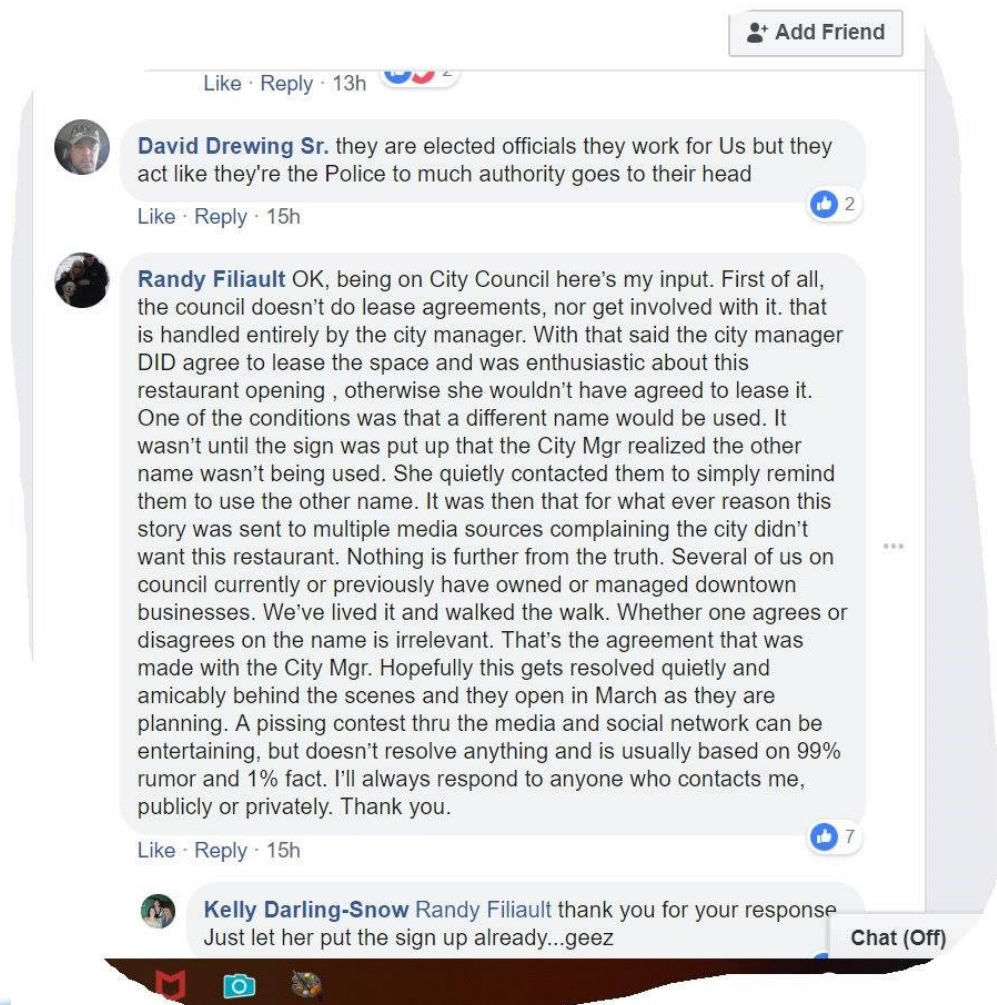 Add Friend
Like · Reply · 13h 2
David Drewing Sr. they are elected officials they work for Us but they
act like they're the Police to much authority goes to their head
2
Like · Reply · 15h
Randy Filiault OK, being on City Council here's my input. First of all,
the council doesn't do lease agreements, nor get involved with it. that
is handled entirely by the city manager. With that said the city manager
DID agree to lease the space and was enthusiastic about this
restaurant opening , otherwise she wouldn't have agreed to lease it.
One of the conditions was that a different name would be used. It
wasn't until the sign was put up that the City Mgr realized the other
name wasn't being used. She quietly contacted them to simply remind
them to use the other name. It was then that for what ever reason this
story was sent to multiple media sources complaining the city didn't
want this restaurant. Nothing is further from the truth. Several of us on
council currently or previously have owned or managed downtown
businesses. We've lived it and walked the walk. Whether one agrees or
disagrees on the name is irrelevant. That's the agreement that was
made with the City Mgr. Hopefully this gets resolved quietly and
amicably behind the scenes and they open in March as they are
planning. A pissing contest thru the media and social network can be
entertaining, but doesn't resolve anything and is usually based on 99%
rumor and 1% fact. I'll always respond to anyone who contacts me,
publicly or privately. Thank you.
7
Like · Reply · 15h
Kelly Darling-Snow Randy Filiault thank you for your response
Just let her put the sign up already...geez
Chat (Off)